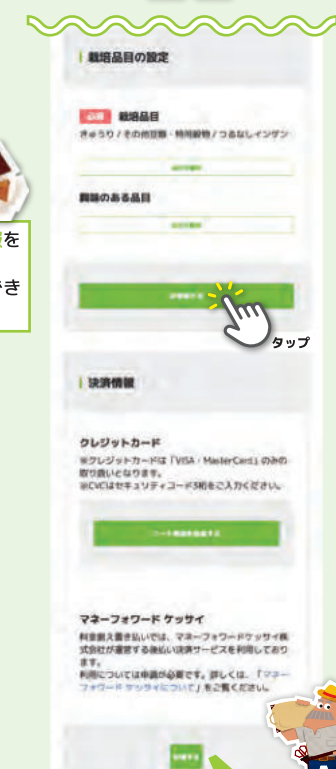 栽培品目の設定
必須 栽培品目
きゅうり / その他豆類・特用穀物 / つるなしインゲン
興味のある品目
を
き
タップ
決済情報
クレジットカード
※クレジットカードは「VISA・MasterCard」のみの
取り扱いとなります。
※CVCはセキュリティコード3桁をご入力ください。
マネーフォワード ケッサイ
料金据え置き払いでは、マネーフォワードケッサイ株
式会社が運営する後払い決済サービスを利用しており
ます。
利用については申請が必要です。詳しくは、「マネー
フォワード ケッサイについて」をご覧ください。